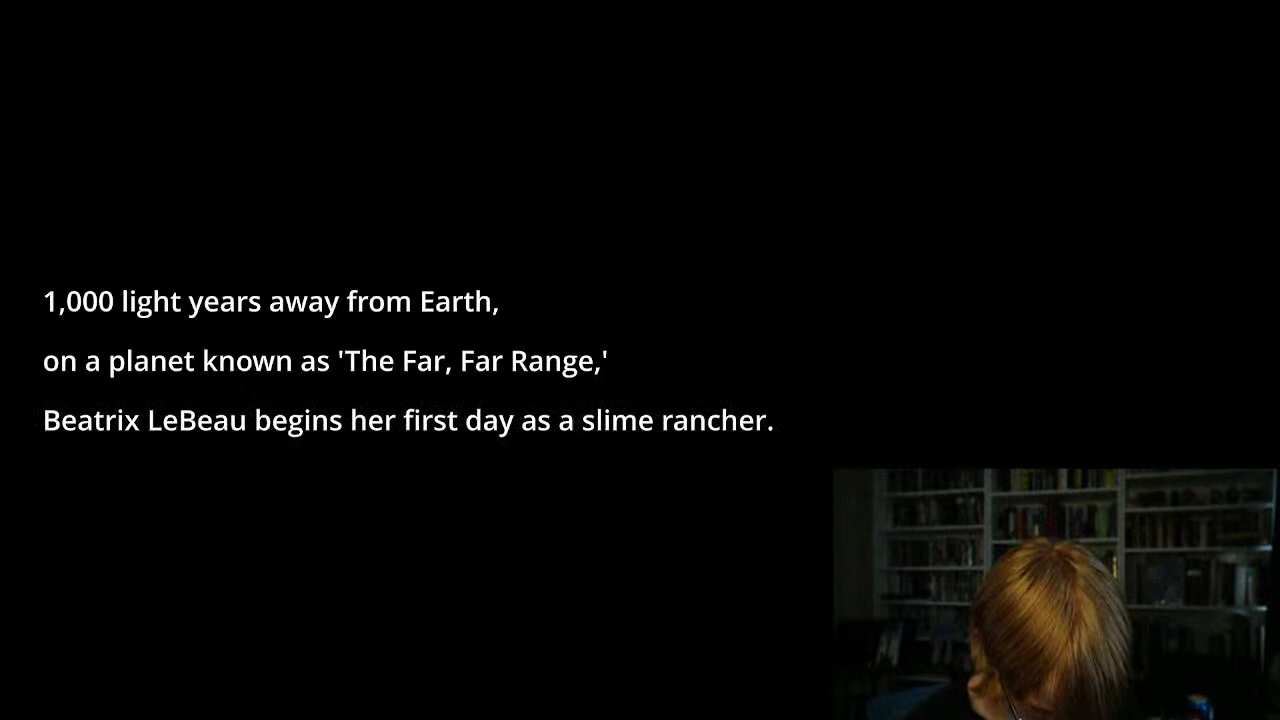 1,000 light years away from Earth,
on a planet known as 'The Far, Far Range,'
Beatrix LeBeau begins her first day as a slime rancher.